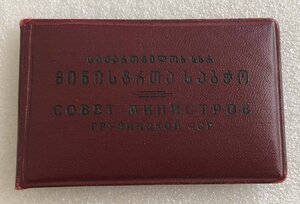 საქართველოს სსრ
მინისტრთა საბჭო
СОВЕТ МИНИСТРОВ
ГРУЗИНСКОЙ ССР